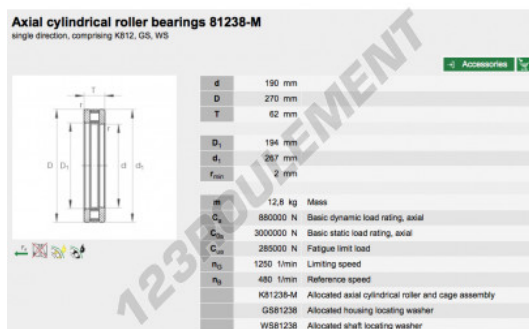 Axial cylindrical roller bearings 81238-M
single direction, comprising K812, GS, WS
Accessories
T
r
r
D D₁ d d₁
d 190 mm
D 270 mm
T 62 mm
D₁ 194 mm
d₁ 267 mm
rmin 2 mm
m 12,8 kg Mass
Ca 880000 N Basic dynamic load rating, axial
C0a 3000000 N Basic static load rating, axial
Cua 285000 N Fatigue limit load
nG 1250 1/min Limiting speed
nB 480 1/min Reference speed
K81238-M Allocated axial cylindrical roller and cage assembly
GS81238 Allocated housing locating washer
WS81238 Allocated shaft locating washer
123ROULEMENT